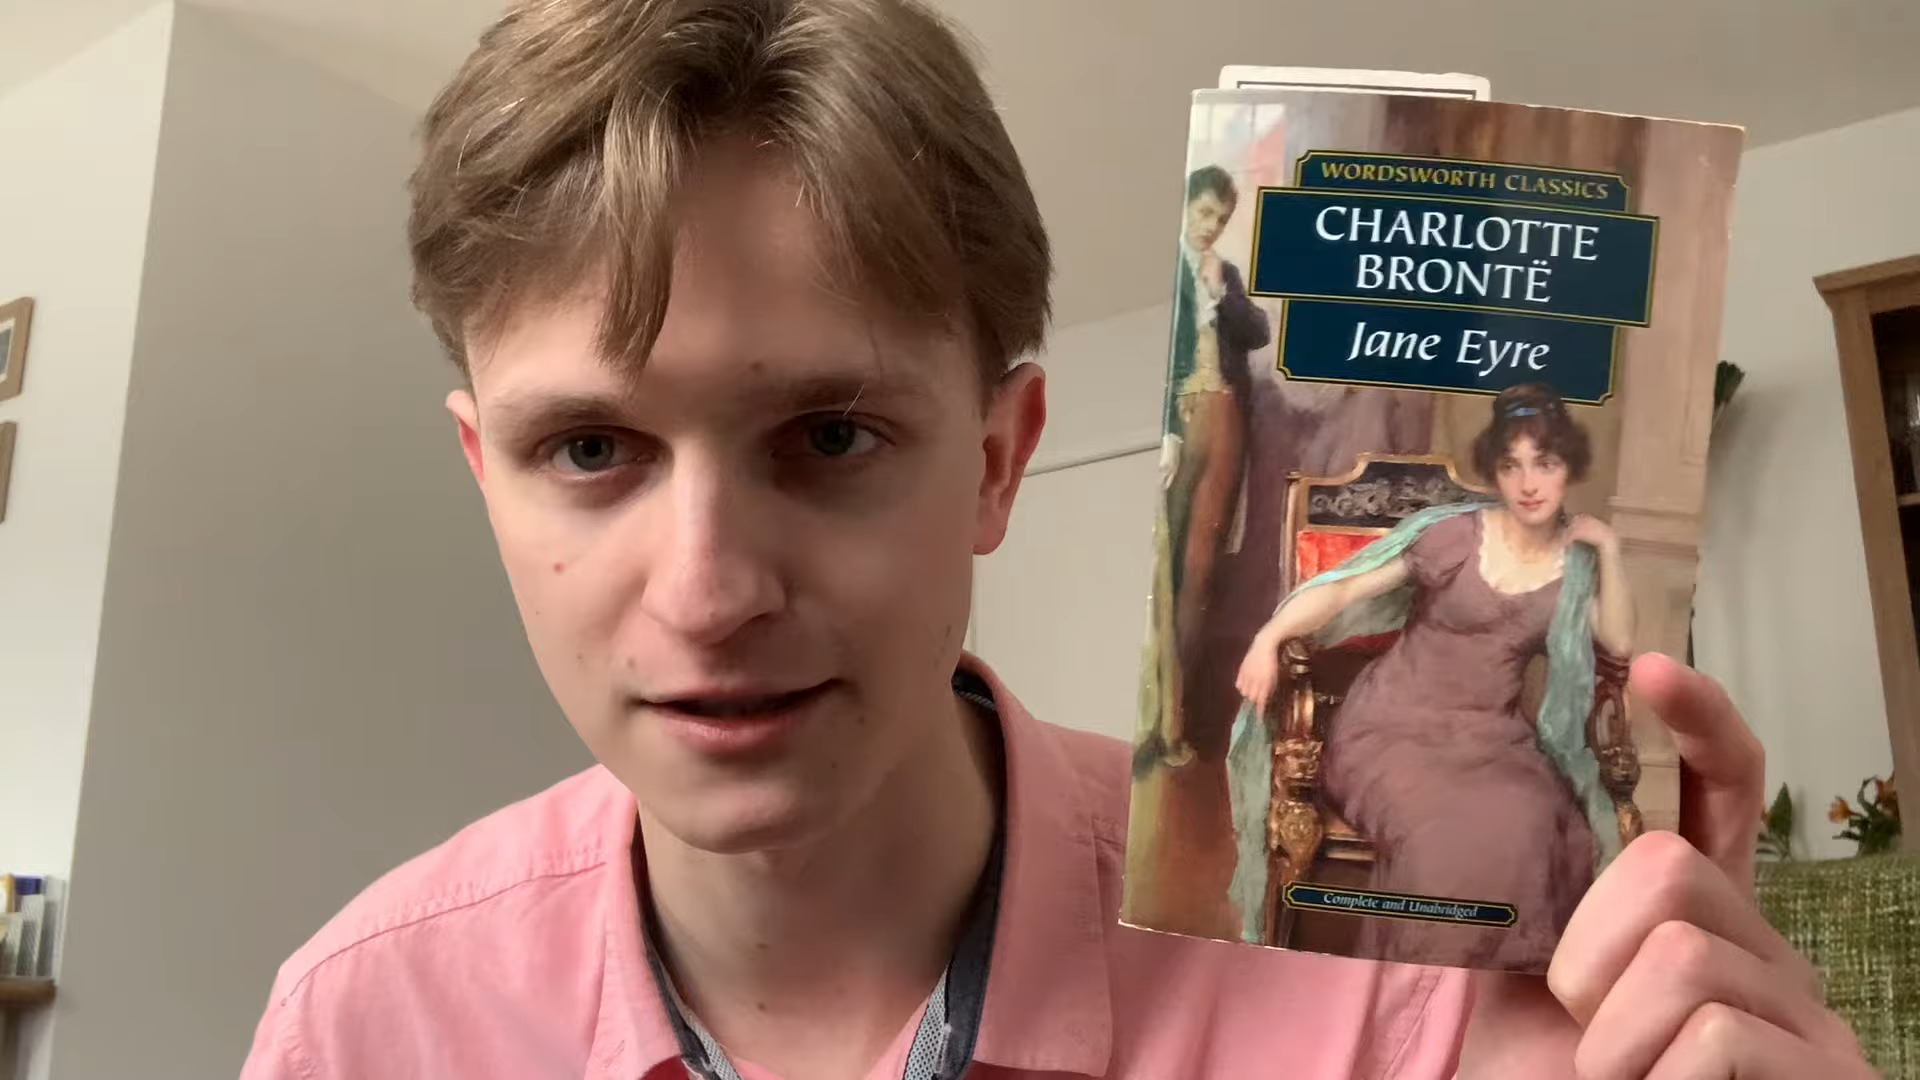 WORDSWORTH CLASSICS
CHARLOTTE
BRONTË
Jane Eyre
Complete and Unabridged